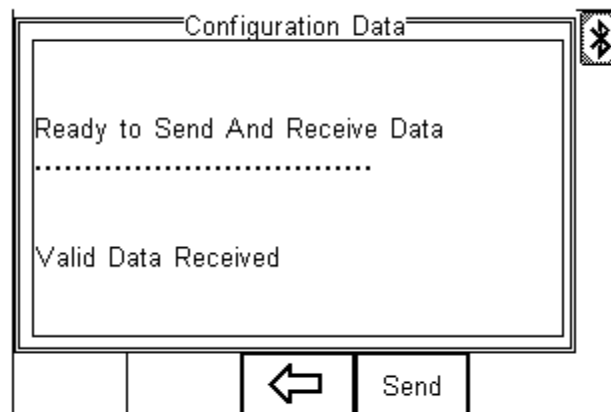 Configuration Data
Ready to Send And Receive Data
..................................
Valid Data Received
Send